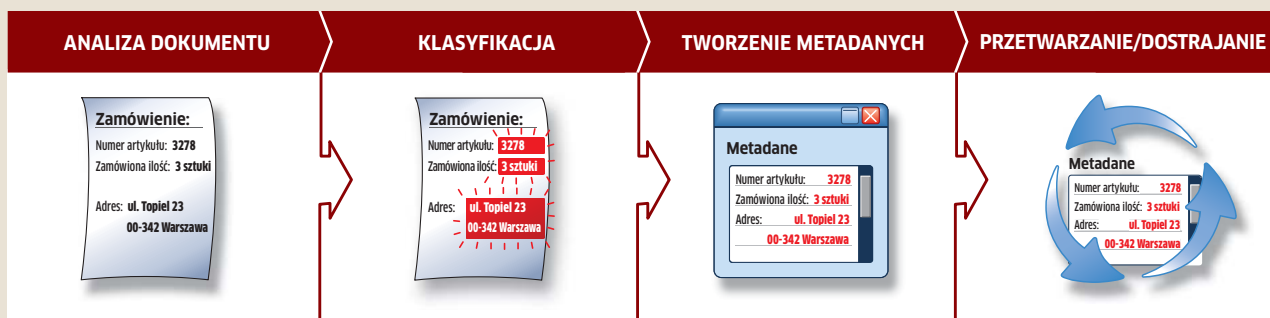 ANALIZA DOKUMENTU
KLASYFIKACJA
TWORZENIE METADANYCH
PRZETWARZANIE/DOSTRAJANIE
Zamówienie:
Numer artykułu: 3278
Zamówiona ilość: 3 sztuki
Adres: ul. Topiel 23
00-342 Warszawa
Zamówienie:
Numer artykułu: 3278
Zamówiona ilość: 3 sztuki
Adres: ul. Topiel 23
00-342 Warszawa
Metadane
Numer artykułu: 3278
Zamówiona ilość: 3 sztuki
Adres: ul. Topiel 23
00-342 Warszawa
Metadane
Numer artykułu: 3278
Zamówiona ilość: 3 sztuki
Adres: ul. Topiel 23
00-342 Warszawa